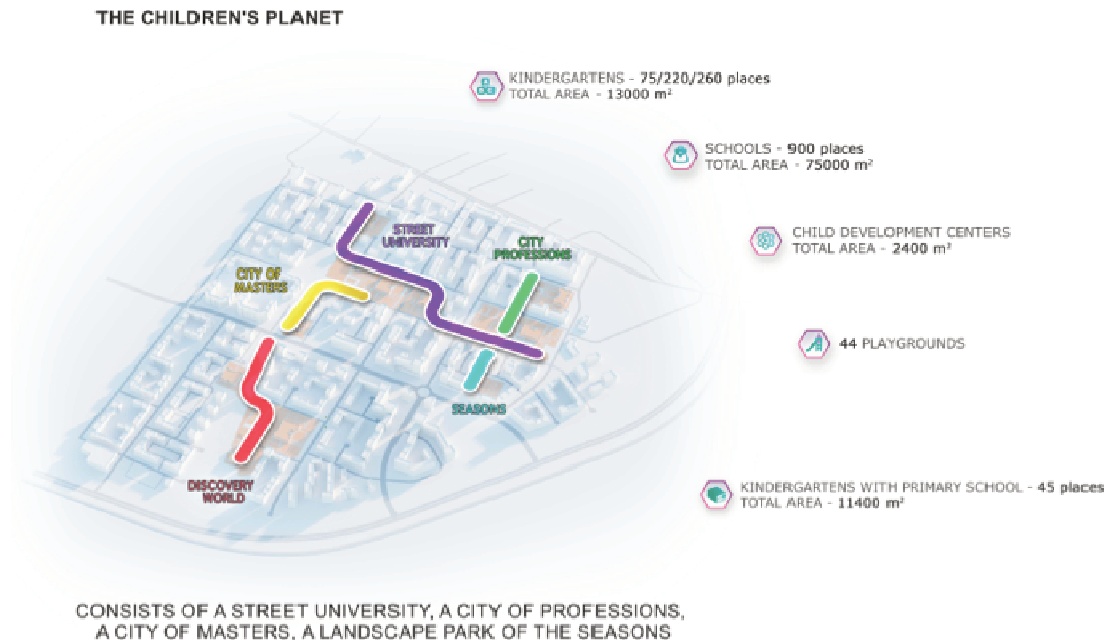 THE CHILDREN'S PLANET
KINDERGARTENS - 75/220/260 places
TOTAL AREA - 13000 m²
SCHOOLS - 900 places
TOTAL AREA - 75000 m²
STREET
UNIVERSITY
CITY
PROFESSIONS
CHILD DEVELOPMENT CENTERS
TOTAL AREA - 2400 m²
CITY OF
MASTERS
44 PLAYGROUNDS
SEASONS
DISCOVERY
WORLD
KINDERGARTENS WITH PRIMARY SCHOOL - 45 places
TOTAL AREA - 11400 m²
CONSISTS OF A STREET UNIVERSITY, A CITY OF PROFESSIONS,
A CITY OF MASTERS, A LANDSCAPE PARK OF THE SEASONS